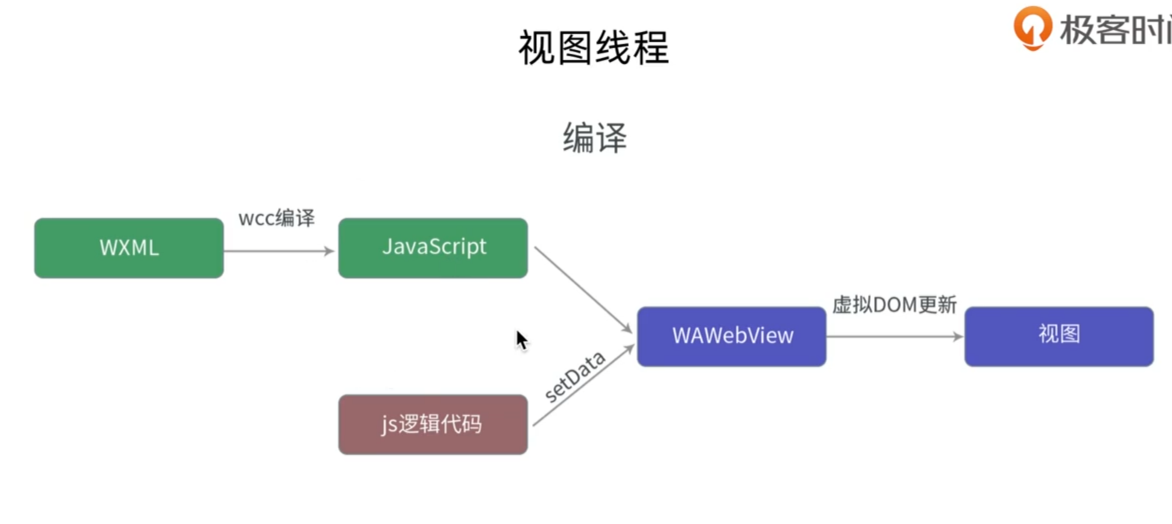 极客时间
视图线程
编译
wcc编译
WXML
JavaScript
虚拟DOM更新
WAWebView
视图
setData
js逻辑代码